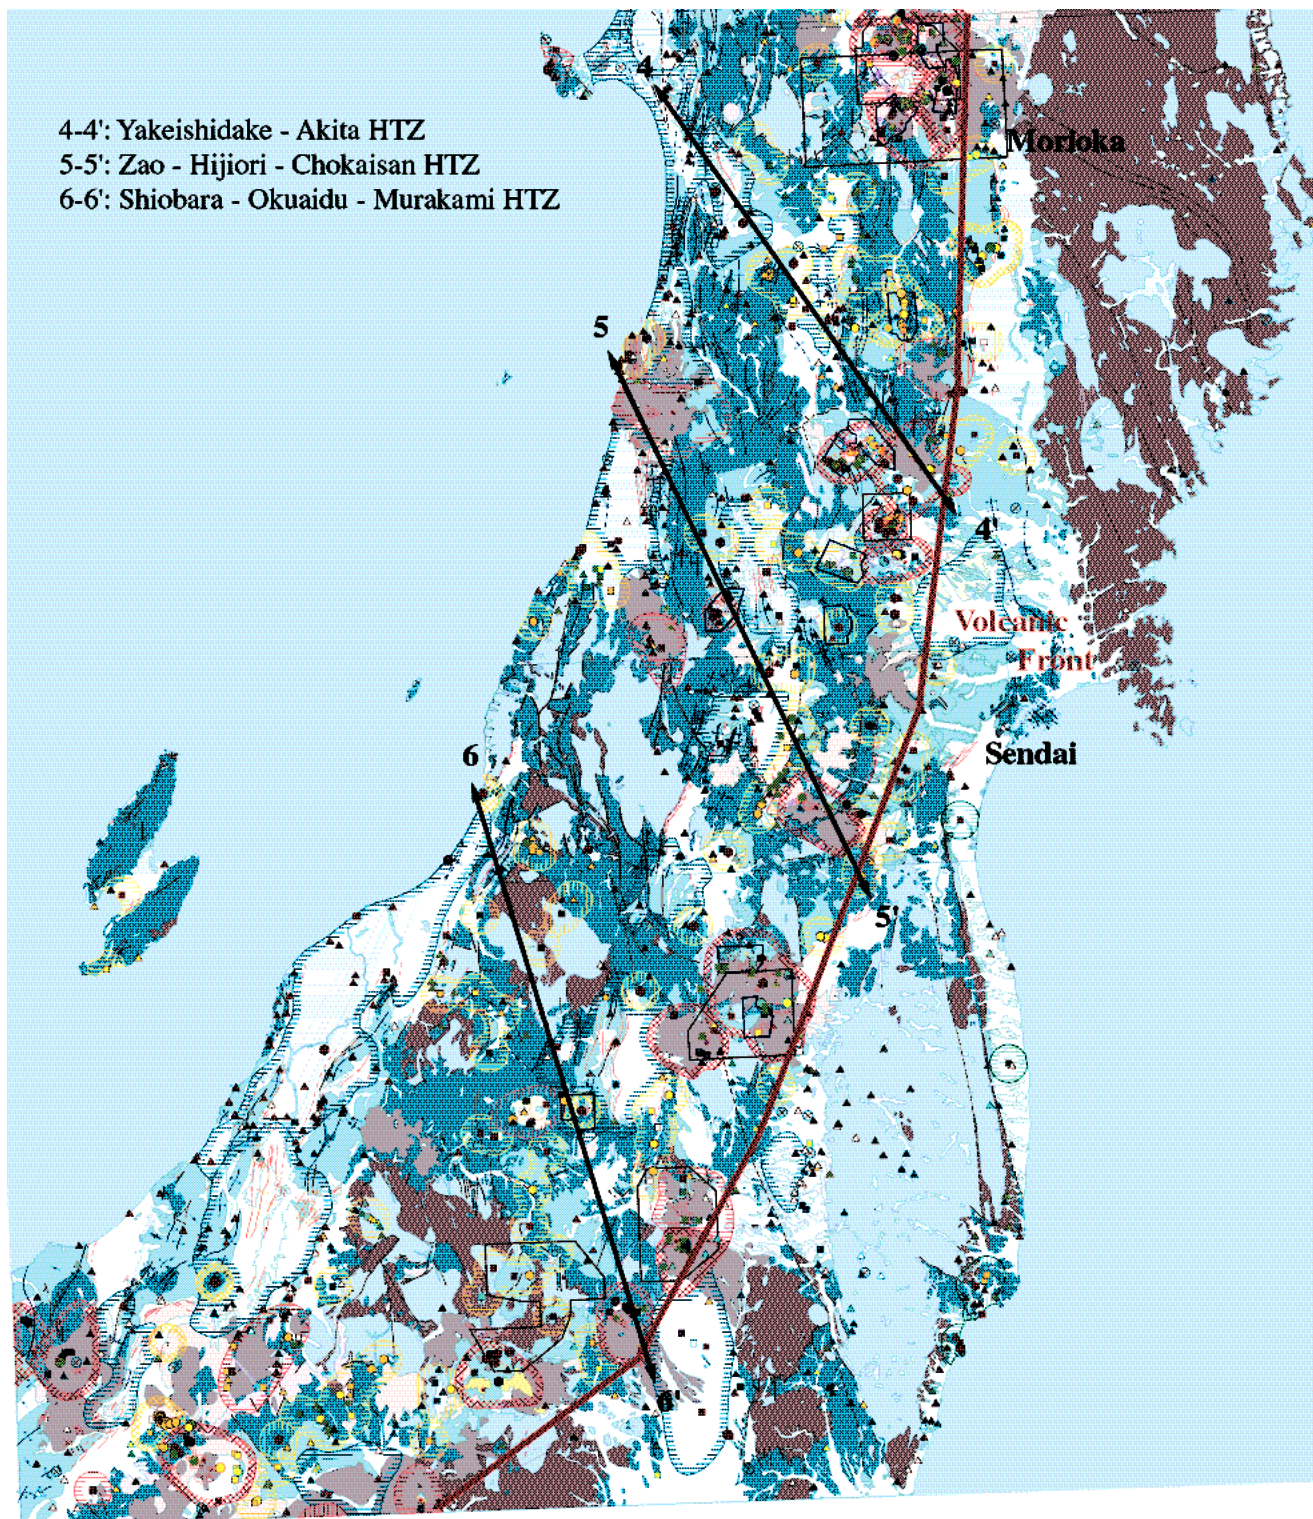 4
4-4': Yakeishidake - Akita HTZ
Morioka
5-5': Zao - Hijiori - Chokaisan HTZ
6-6': Shiobara - Okuaidu - Murakami HTZ
5
4'
Volcanic
Front
6
Sendai
5'
6'